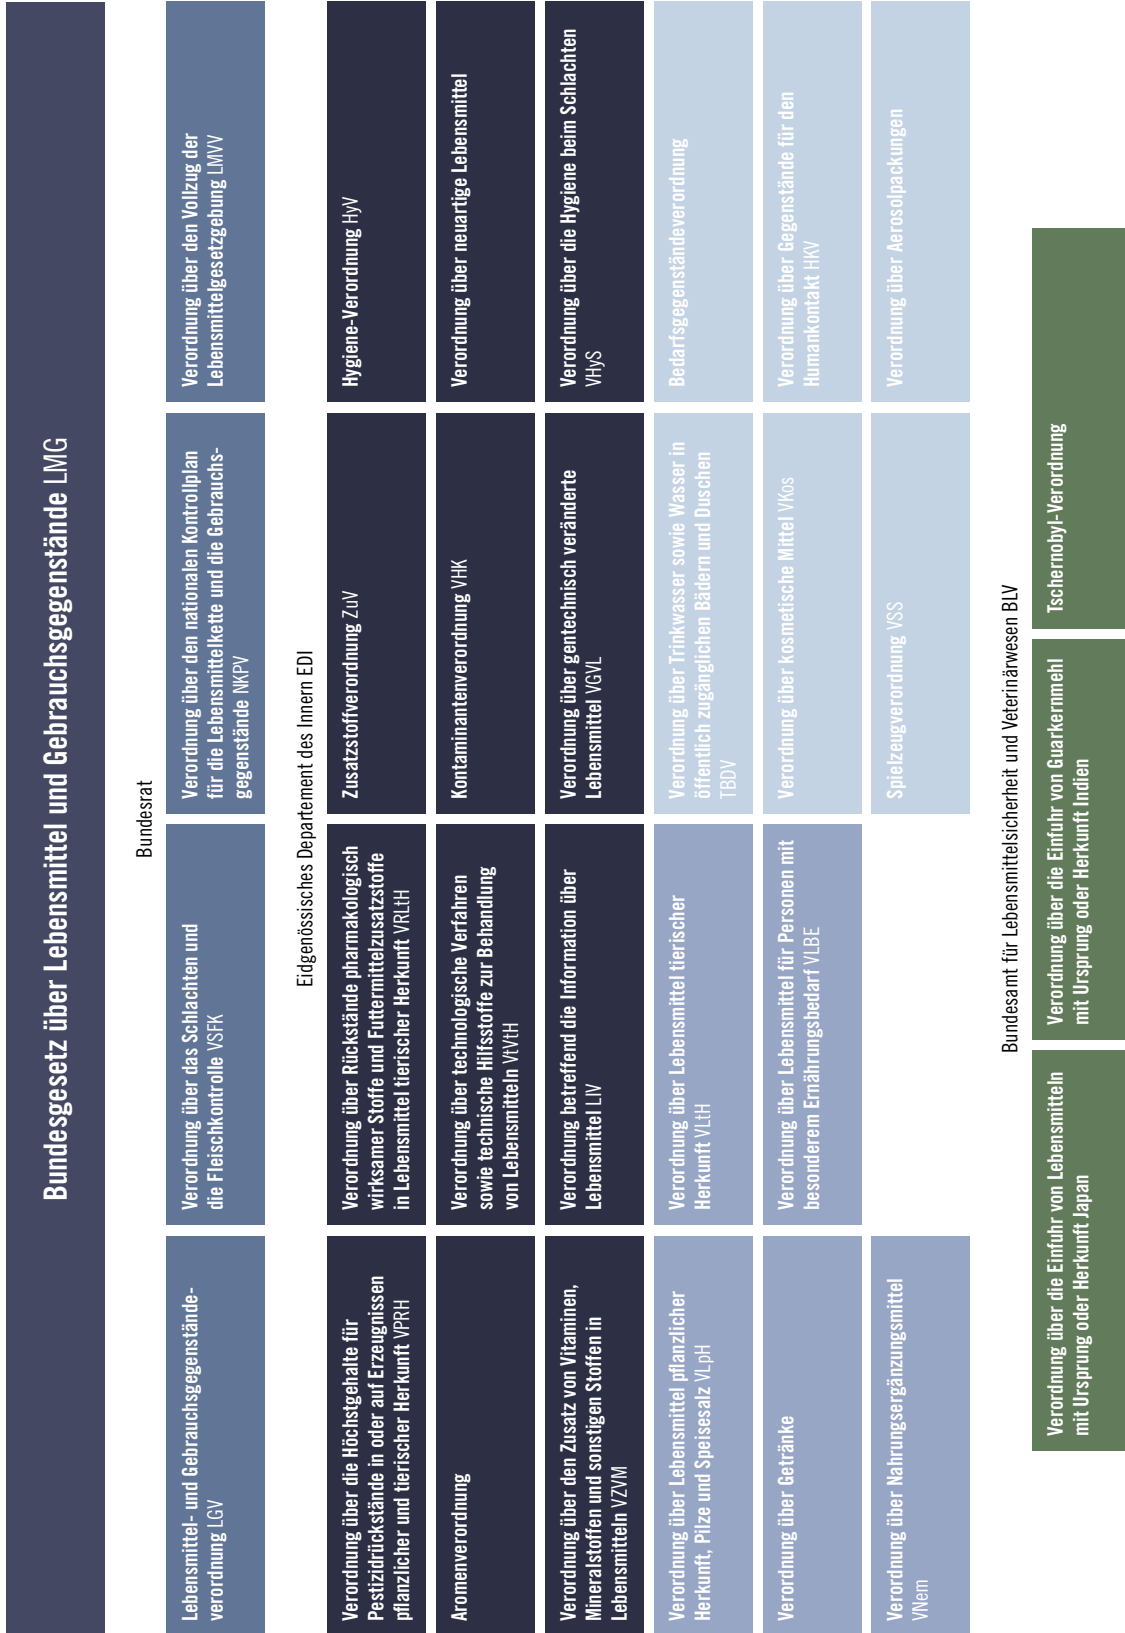 Bundesgesetz über Lebensmittel und Gebrauchsgegenstände LMG
Bundesrat
Lebensmittel- und Gebrauchsgegenstände-
verordnung LGV
Verordnung über das Schlachten und
die Fleischkontrolle VSFK
Verordnung über den nationalen Kontrollplan
für die Lebensmittelkette und die Gebrauchs-
gegenstände NKPV
Verordnung über den Vollzug der
Lebensmittelgesetzgebung LMVV
Eidgenössisches Departement des Innern EDI
Verordnung über die Höchstgehalte für
Pestizidrückstände in oder auf Erzeugnissen
pflanzlicher und tierischer Herkunft VPRH
Verordnung über Rückstände pharmakologisch
wirksamer Stoffe und Futtermittelzusatzstoffe
in Lebensmittel tierischer Herkunft VRLtH
Zusatzstoffverordnung ZuV
Hygiene-Verordnung HyV
Aromenverordnung
Verordnung über technologische Verfahren
sowie technische Hilfsstoffe zur Behandlung
von Lebensmitteln VtVtH
Kontaminantenverordnung VHK
Verordnung über neuartige Lebensmittel
Verordnung über den Zusatz von Vitaminen,
Mineralstoffen und sonstigen Stoffen in
Lebensmitteln VZVM
Verordnung betreffend die Information über
Lebensmittel LIV
Verordnung über gentechnisch veränderte
Lebensmittel VGVL
Verordnung über die Hygiene beim Schlachten
VHyS
Verordnung über Lebensmittel pflanzlicher
Herkunft, Pilze und Speisesalz VLpH
Verordnung über Lebensmittel tierischer
Herkunft VLtH
Verordnung über Trinkwasser sowie Wasser in
öffentlich zugänglichen Bädern und Duschen
TBDV
Bedarfsgegenständeverordnung
Verordnung über Getränke
Verordnung über Lebensmittel für Personen mit
besonderem Ernährungsbedarf VLBE
Verordnung über kosmetische Mittel VKos
Verordnung über Gegenstände für den
Humankontakt HKV
Verordnung über Nahrungsergänzungsmittel
VNem
Spielzeugverordnung VSS
Verordnung über Aerosolpackungen
Bundesamt für Lebensmittelsicherheit und Veterinärwesen BLV
Verordnung über die Einfuhr von Lebensmitteln
mit Ursprung oder Herkunft Japan
Verordnung über die Einfuhr von Guarkernmehl
mit Ursprung oder Herkunft Indien
Tschernobyl-Verordnung